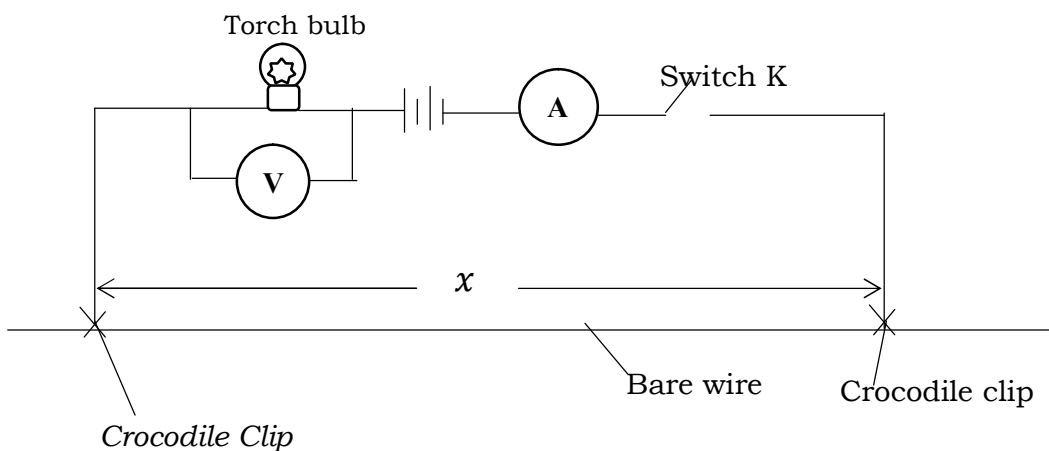 Torch bulb
Switch K
A
V
x
Bare wire
Crocodile clip
Crocodile Clip